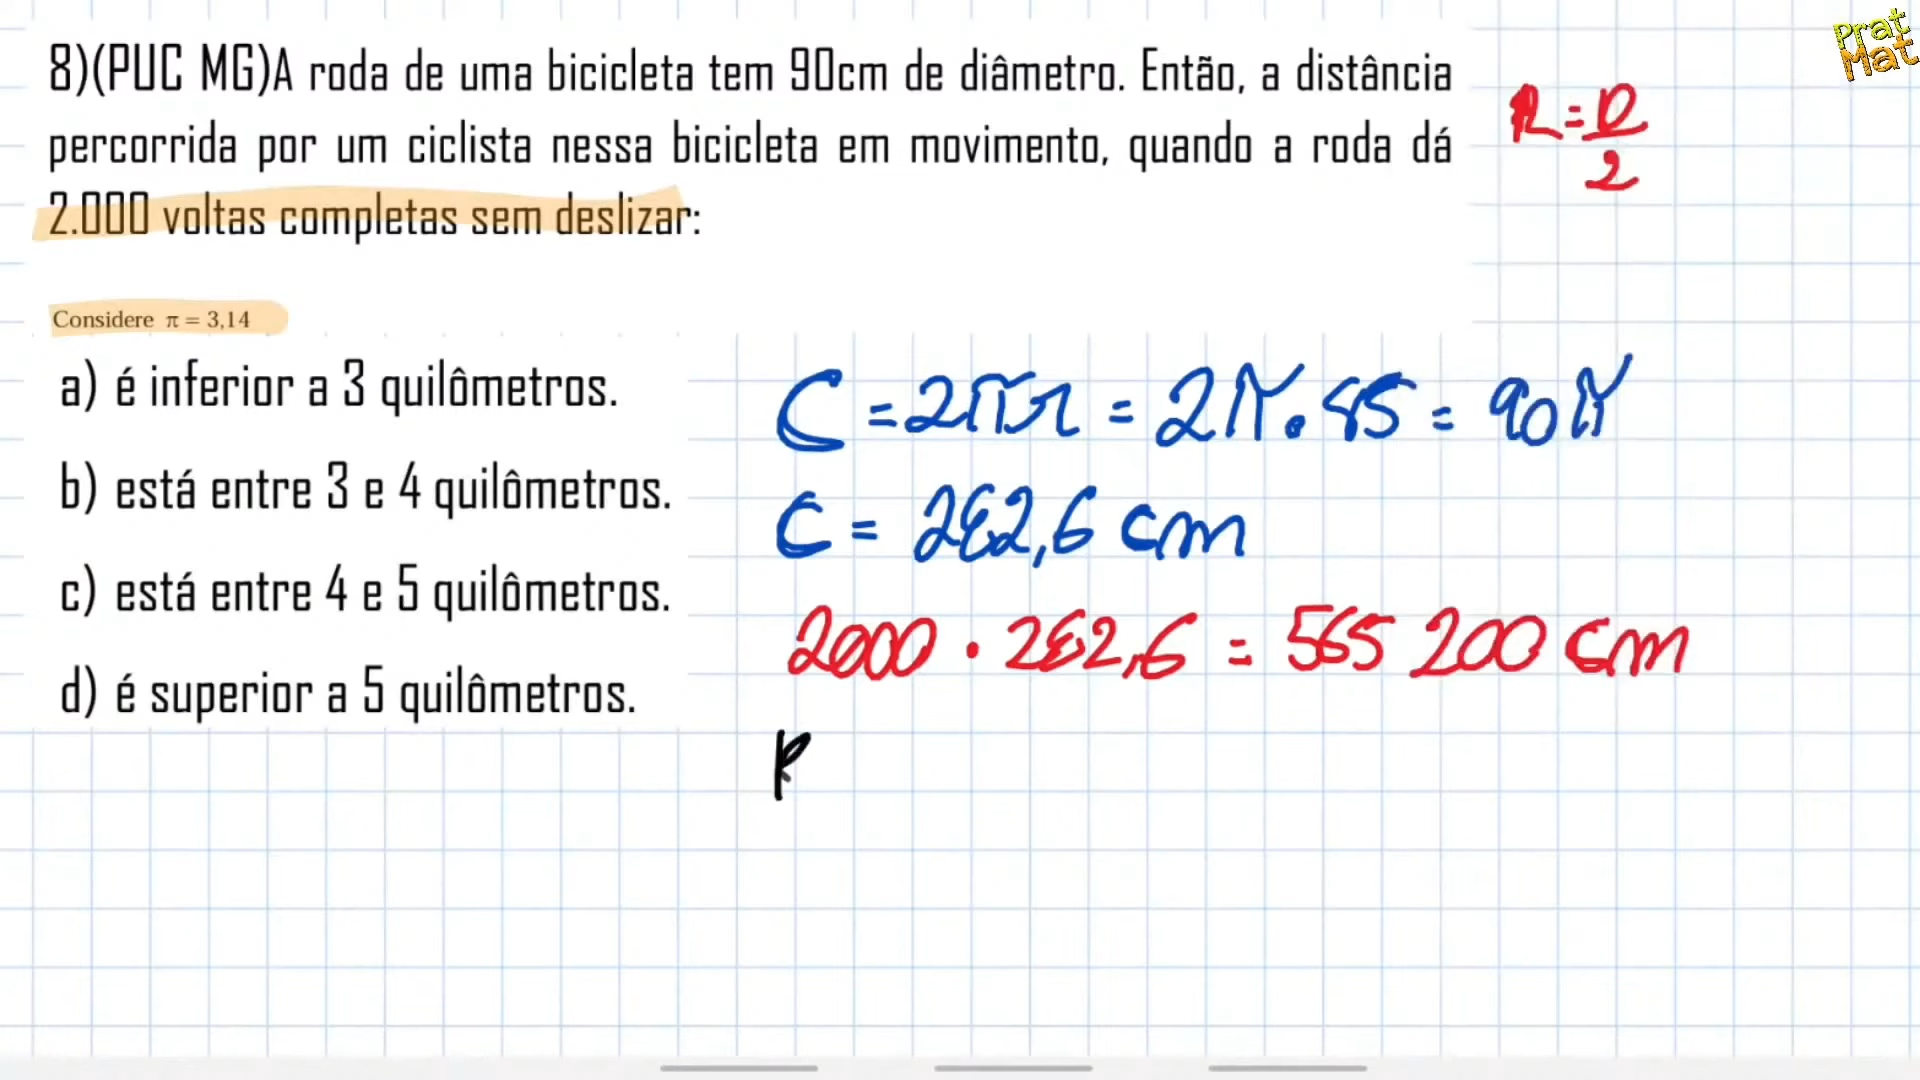 8)(PUC MG)A roda de uma bicicleta tem 90cm de diâmetro. Então, a distância
percorrida por um ciclista nessa bicicleta em movimento, quando a roda dá
2.000 voltas completas sem deslizar:
Considere π = 3,14
a) é inferior a 3 quilômetros.
b) está entre 3 e 4 quilômetros.
c) está entre 4 e 5 quilômetros.
d) é superior a 5 quilômetros.
Prat
Mat
R = D
2
C = 2πr = 2π . 45 = 90π
C = 282,6 cm
2000 . 282,6 = 565 200 cm